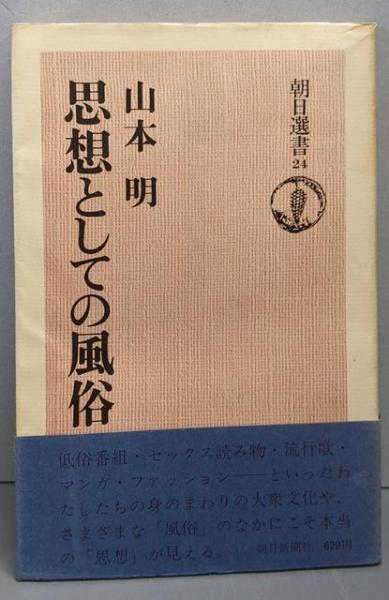 朝日選書
24
山本 明
思想としての風俗
低俗番組・セックス読み物・流行歌・
マンガ・ファッション――といったわ
たしたちの身のまわりの大衆文化や、
さまざまな「風俗」のなかにこそ本当
の「思想」が見える。 朝日新聞社 620円